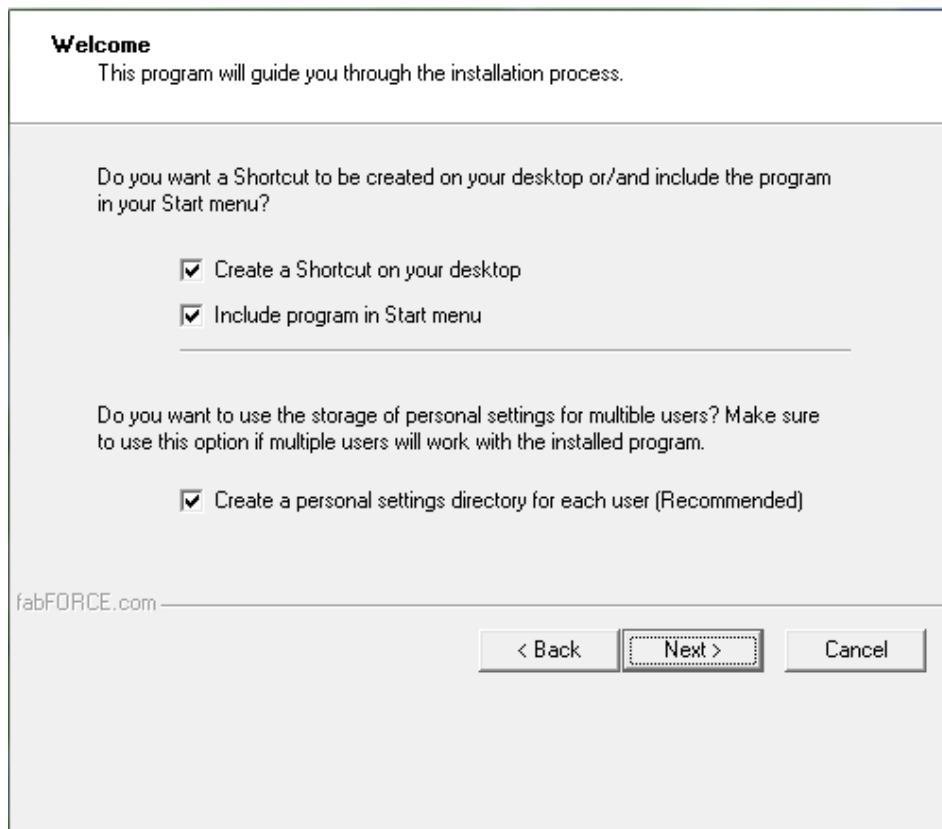 Welcome
This program will guide you through the installation process.
Do you want a Shortcut to be created on your desktop or/and include the program
in your Start menu?
Create a Shortcut on your desktop
Include program in Start menu
Do you want to use the storage of personal settings for multible users? Make sure
to use this option if multiple users will work with the installed program.
Create a personal settings directory for each user (Recommended)
fabFORCE.com
< Back Next > Cancel